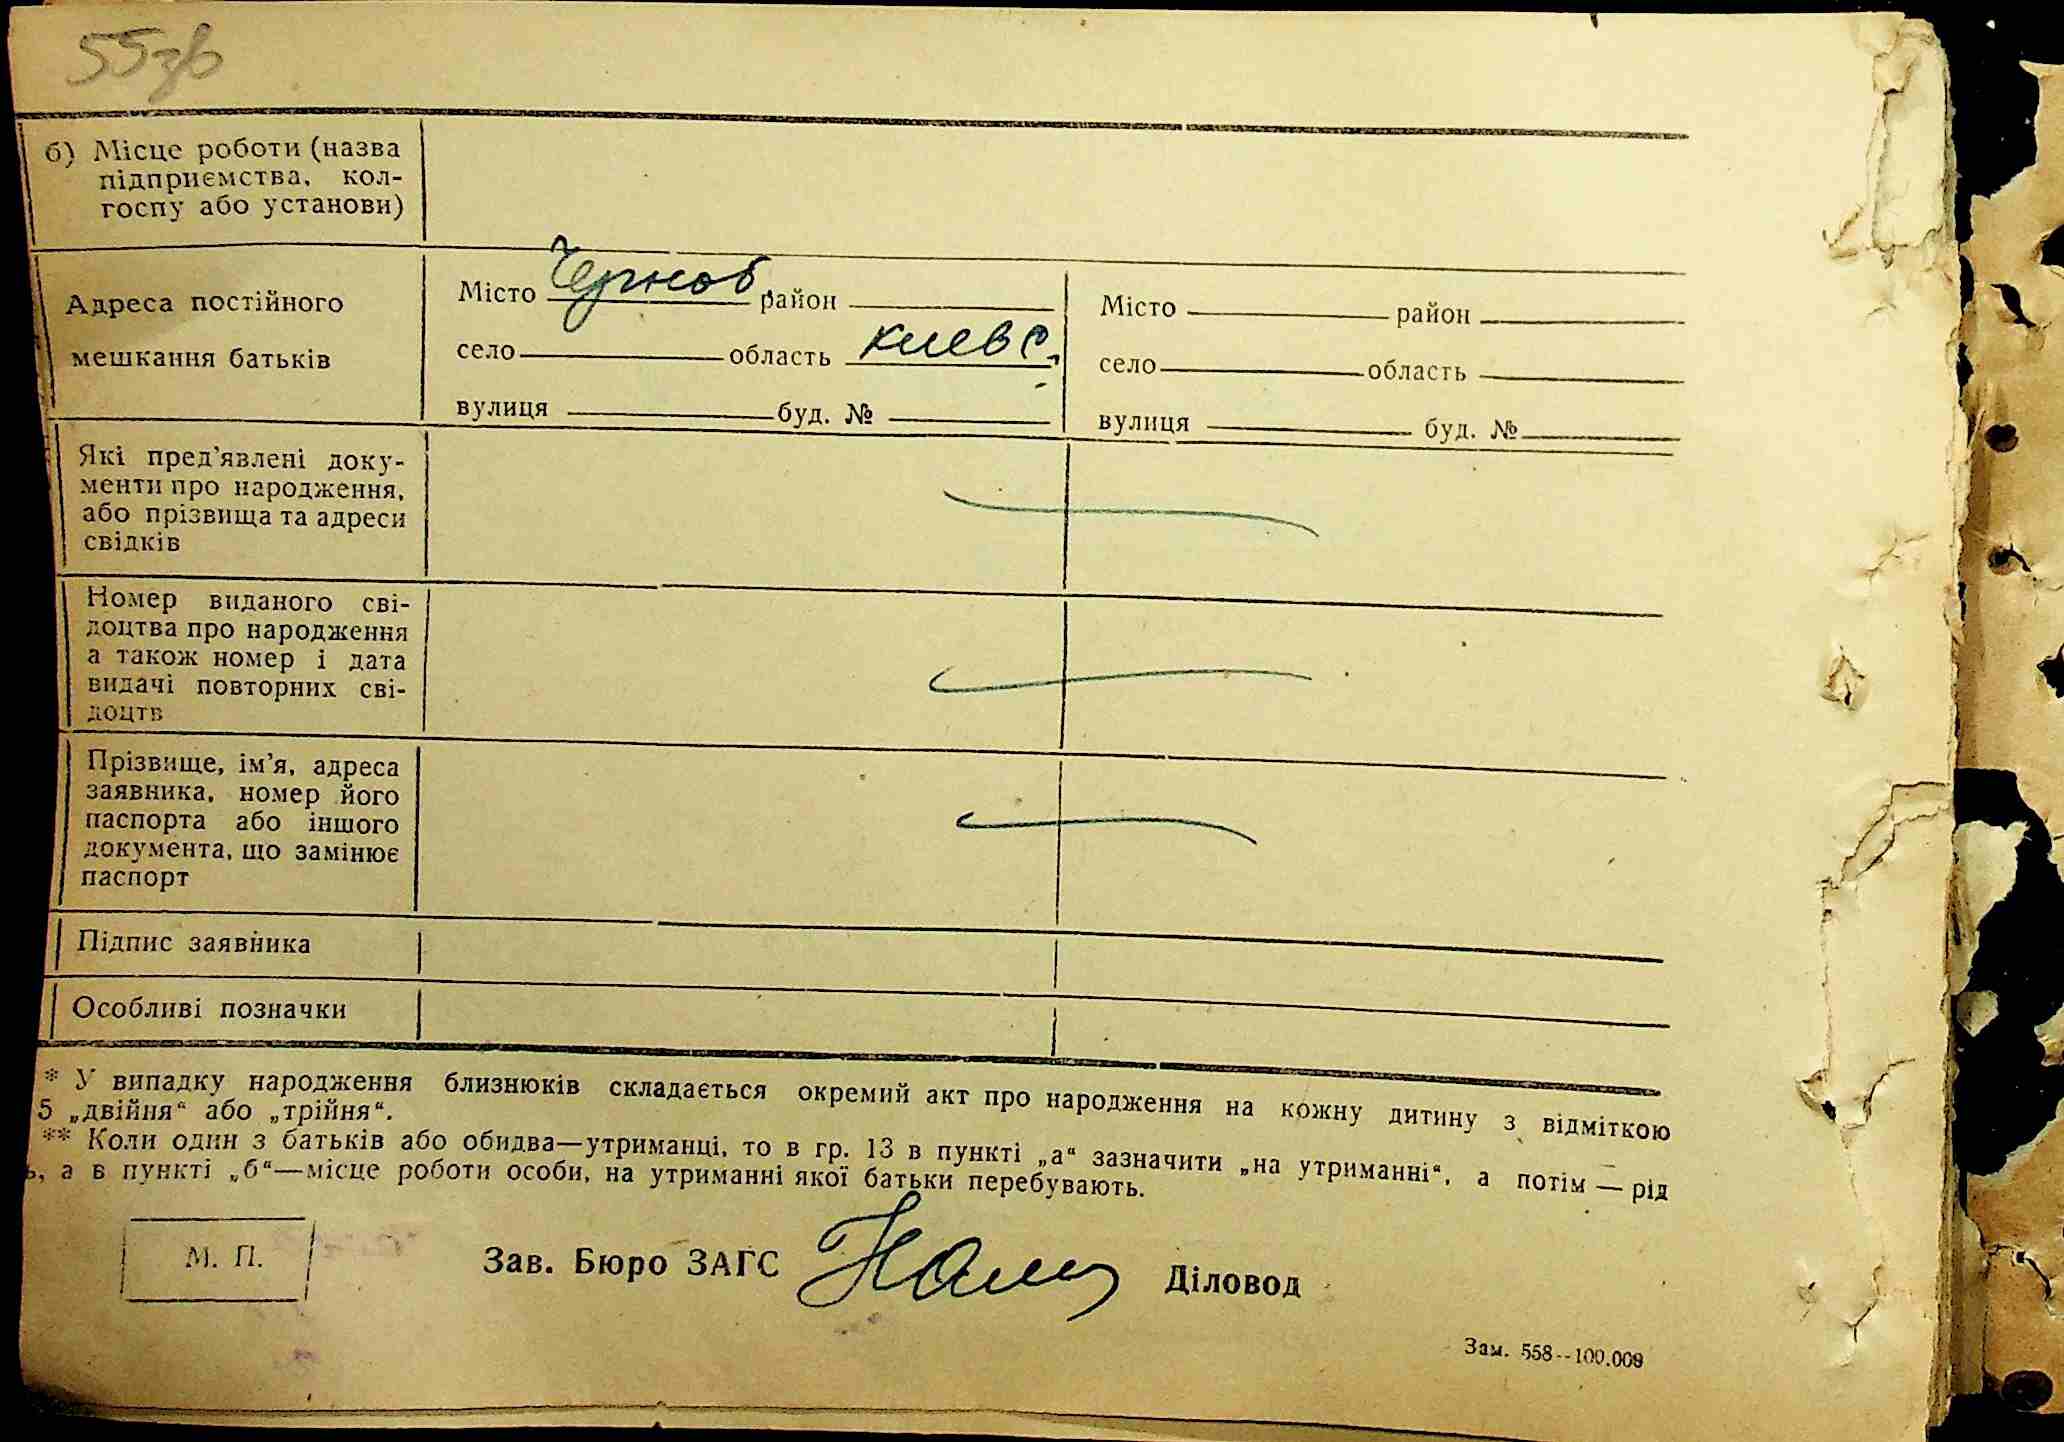 55зв
б) Місце роботи (назва
підприємства, кол-
госпу або установи)
Адреса постійного
мешкання батьків
Місто Черноб. район
село область киевс.
вулиця буд. №
Місто район
село область
вулиця буд. №
Які пред'явлені доку-
менти про народження,
або прізвища та адреси
свідків
Номер виданого сві-
доцтва про народження
а також номер і дата
видачі повторних сві-
доцтв
Прізвище, ім'я, адреса
заявника, номер його
паспорта або іншого
документа, що замінює
паспорт
Підпис заявника
Особливі позначки
* У випадку народження близнюків складається окремий акт про народження на кожну дитину з відміткою
5 „двійня“ або „трійня“.
** Коли один з батьків або обидва—утриманці, то в гр. 13 в пункті „а“ зазначити „на утриманні“, а потім — рід
ь, а в пункті „б“—місце роботи особи, на утриманні якої батьки перебувають.
М. П.
Зав. Бюро ЗАГС Діловод
Зам. 558--100.009